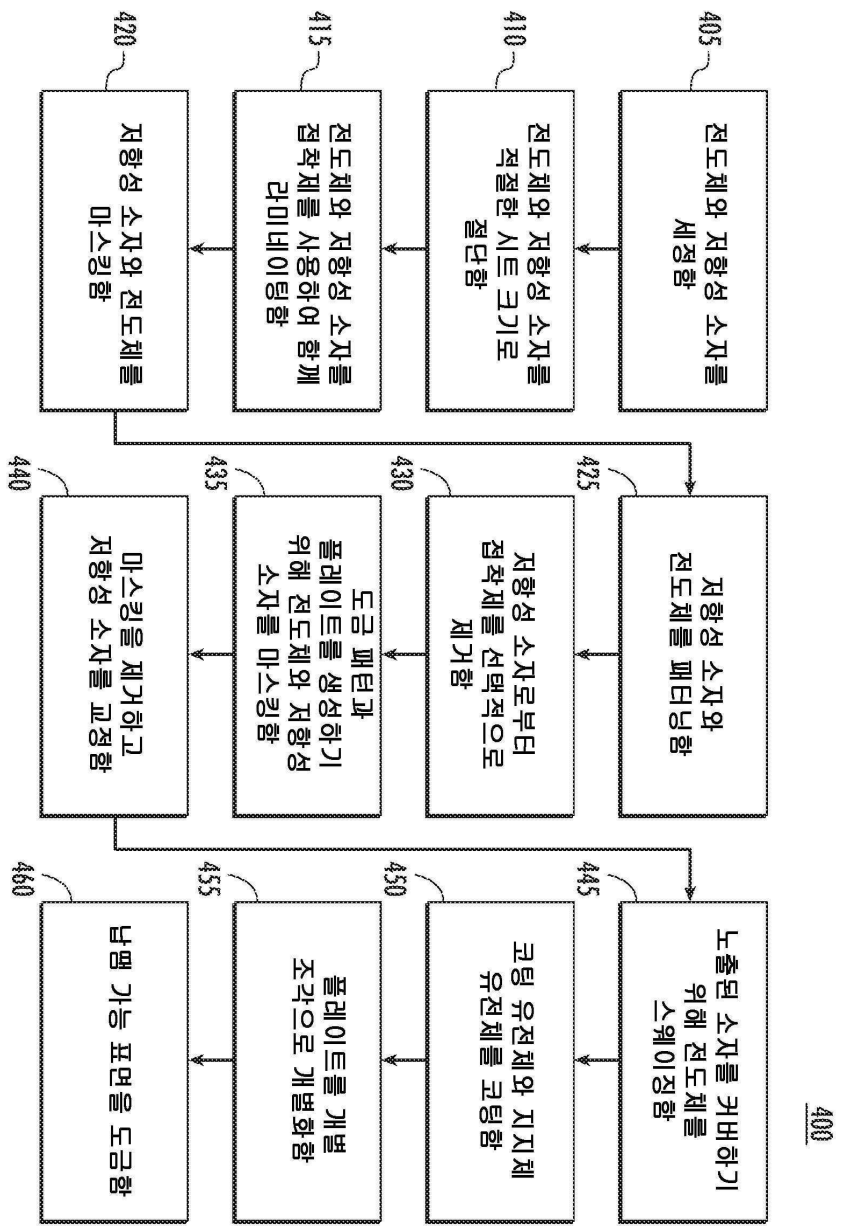 400
405
전도체와 저항성 소자를
세정함
410
전도체와 저항성 소자를
적절한 시트 크기로
절단함
415
전도체와 저항성 소자를
접착제를 사용하여 함께
라미네이팅함
420
저항성 소자와 전도체를
마스킹함
425
저항성 소자와
전도체를 패터닝함
430
저항성 소자로부터
접착제를 선택적으로
제거함
435
도금 패턴과
플레이트를 생성하기
위해 전도체와 저항성
소자를 마스킹함
440
마스킹을 제거하고
저항성 소자를 교정함
445
노출된 소자를 커버하기
위해 전도체를
스웨이징함
450
코팅 유전체와 지지체
유전체를 코팅함
455
플레이트를 개별
조각으로 개별화함
460
납땜 가능 표면을 도금함